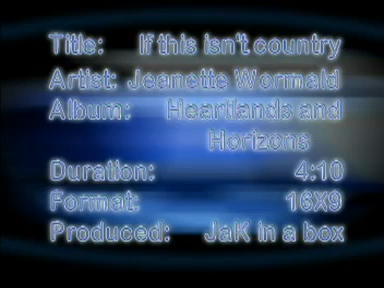 Title: If this isn't country
Artist: Jeanette Wormald
Album: Heartlands and
Horizons
Duration: 4:10
Format: 16X9
Produced: JaK in a box